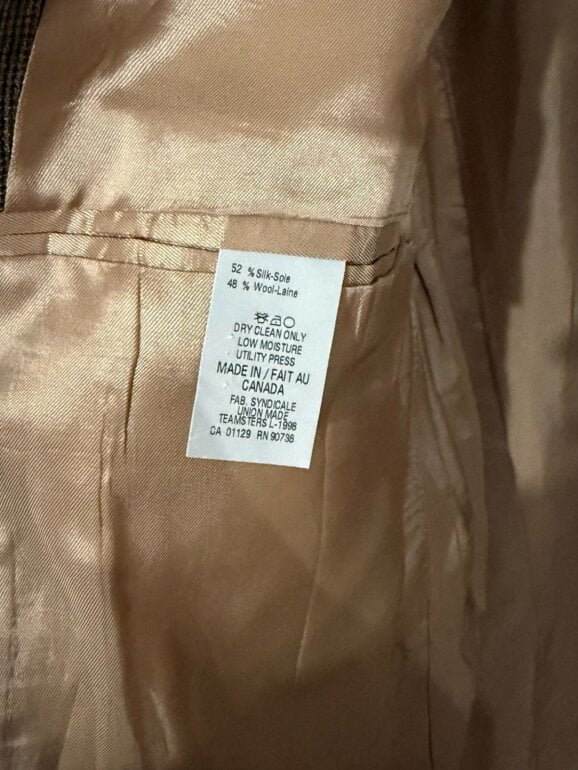 52 % Silk-Soie
48 % Wool-Laine
DRY CLEAN ONLY
LOW MOISTURE
UTILITY PRESS
MADE IN / FAIT AU
CANADA
FAB. SYNDICALE
UNION MADE
TEAMSTERS L-1998
CA 01129 RN 90736